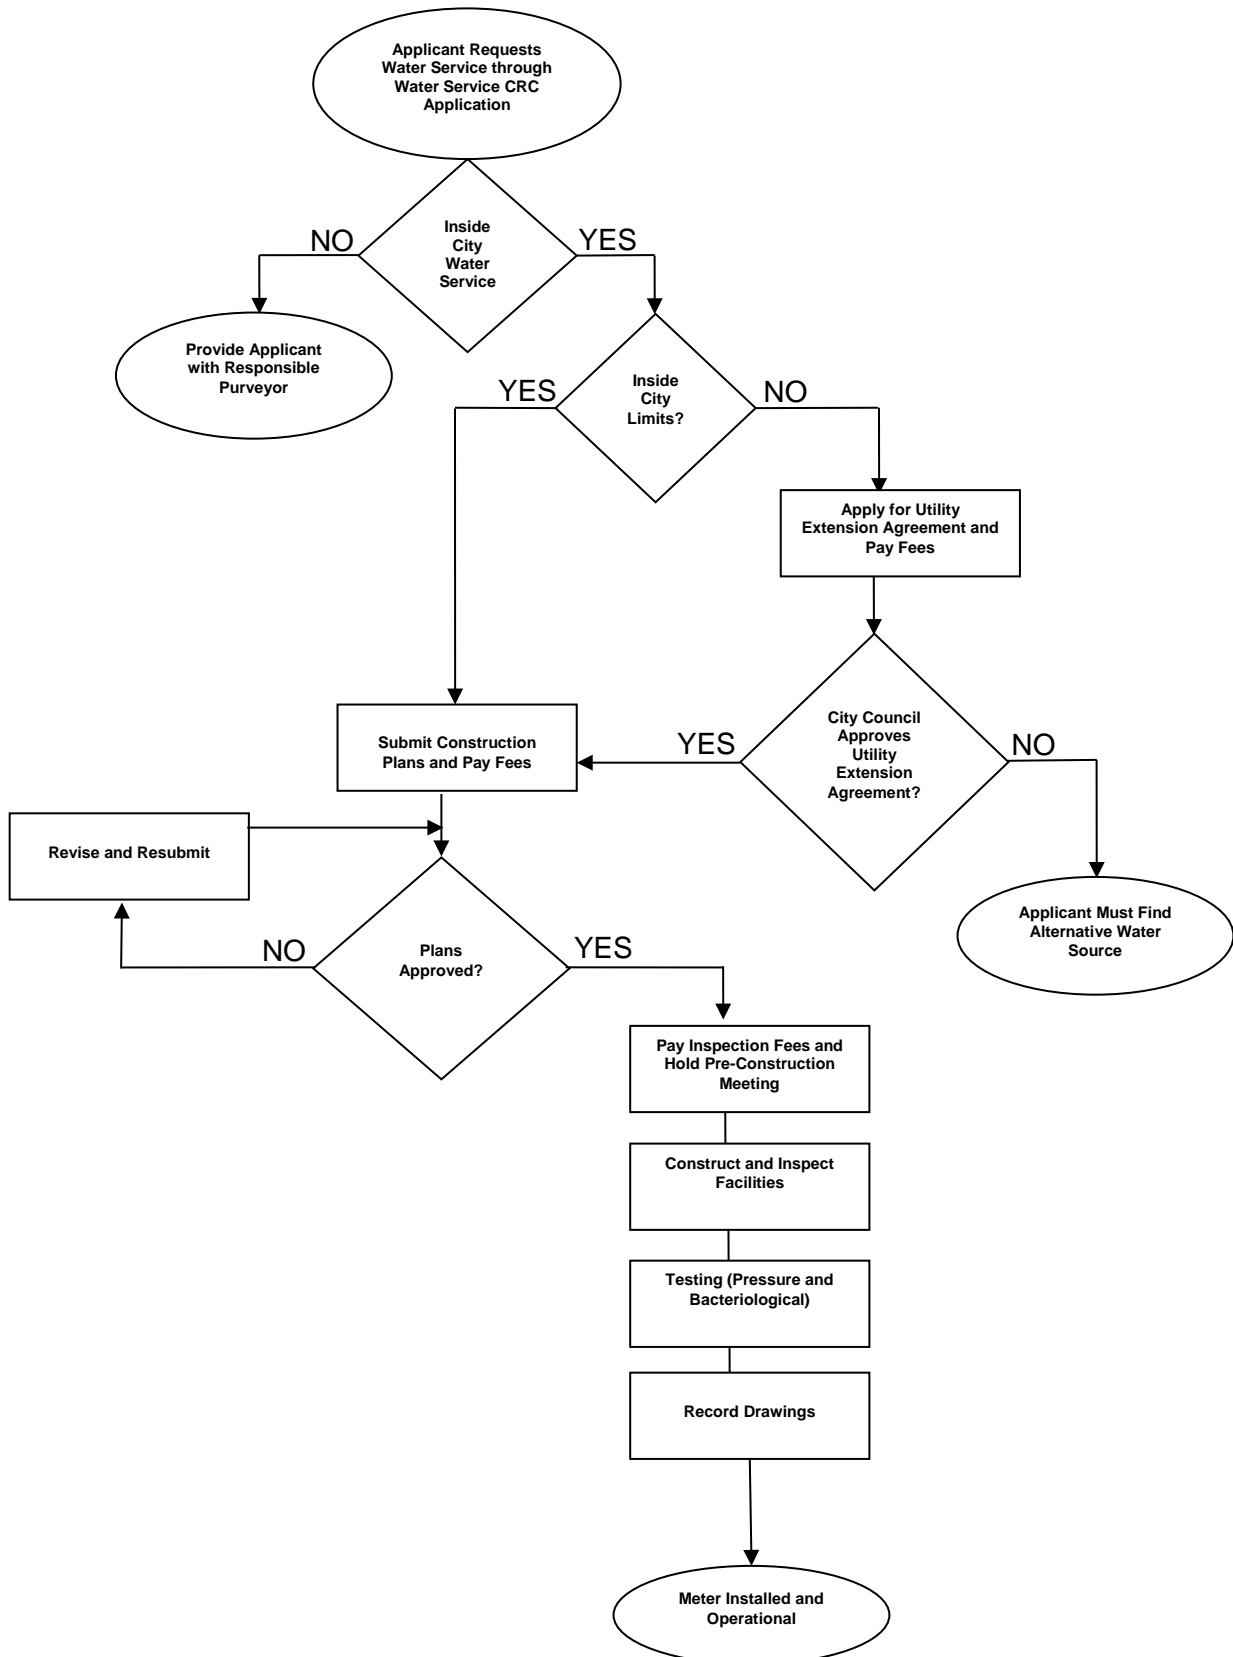 Applicant Requests
Water Service through
Water Service CRC
Application
NO
Inside
City
Water
Service
YES
Provide Applicant
with Responsible
Purveyor
YES
Inside
City
Limits?
NO
Apply for Utility
Extension Agreement and
Pay Fees
Submit Construction
Plans and Pay Fees
YES
City Council
Approves
Utility
Extension
Agreement?
NO
Revise and Resubmit
Applicant Must Find
Alternative Water
Source
NO
Plans
Approved?
YES
Pay Inspection Fees and
Hold Pre-Construction
Meeting
Construct and Inspect
Facilities
Testing (Pressure and
Bacteriological)
Record Drawings
Meter Installed and
Operational